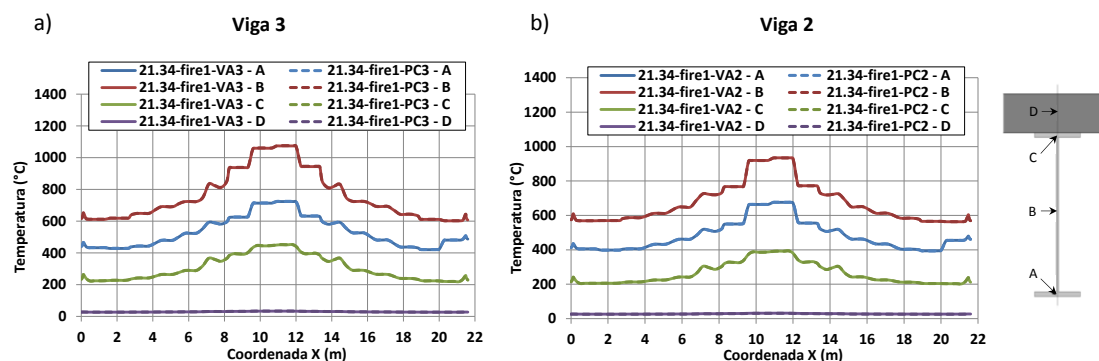 a)
Viga 3
21.34-fire1-VA3 - A
21.34-fire1-PC3 - A
21.34-fire1-VA3 - B
21.34-fire1-PC3 - B
21.34-fire1-VA3 - C
21.34-fire1-PC3 - C
21.34-fire1-VA3 - D
21.34-fire1-PC3 - D
Temperatura (°C)
1400
1200
1000
800
600
400
200
0
0 2 4 6 8 10 12 14 16 18 20 22
Coordenada X (m)
b)
Viga 2
21.34-fire1-VA2 - A
21.34-fire1-PC2 - A
21.34-fire1-VA2 - B
21.34-fire1-PC2 - B
21.34-fire1-VA2 - C
21.34-fire1-PC2 - C
21.34-fire1-VA2 - D
21.34-fire1-PC2 - D
Temperatura (°C)
1400
1200
1000
800
600
400
200
0
0 2 4 6 8 10 12 14 16 18 20 22
Coordenada X (m)
D
C
B
A